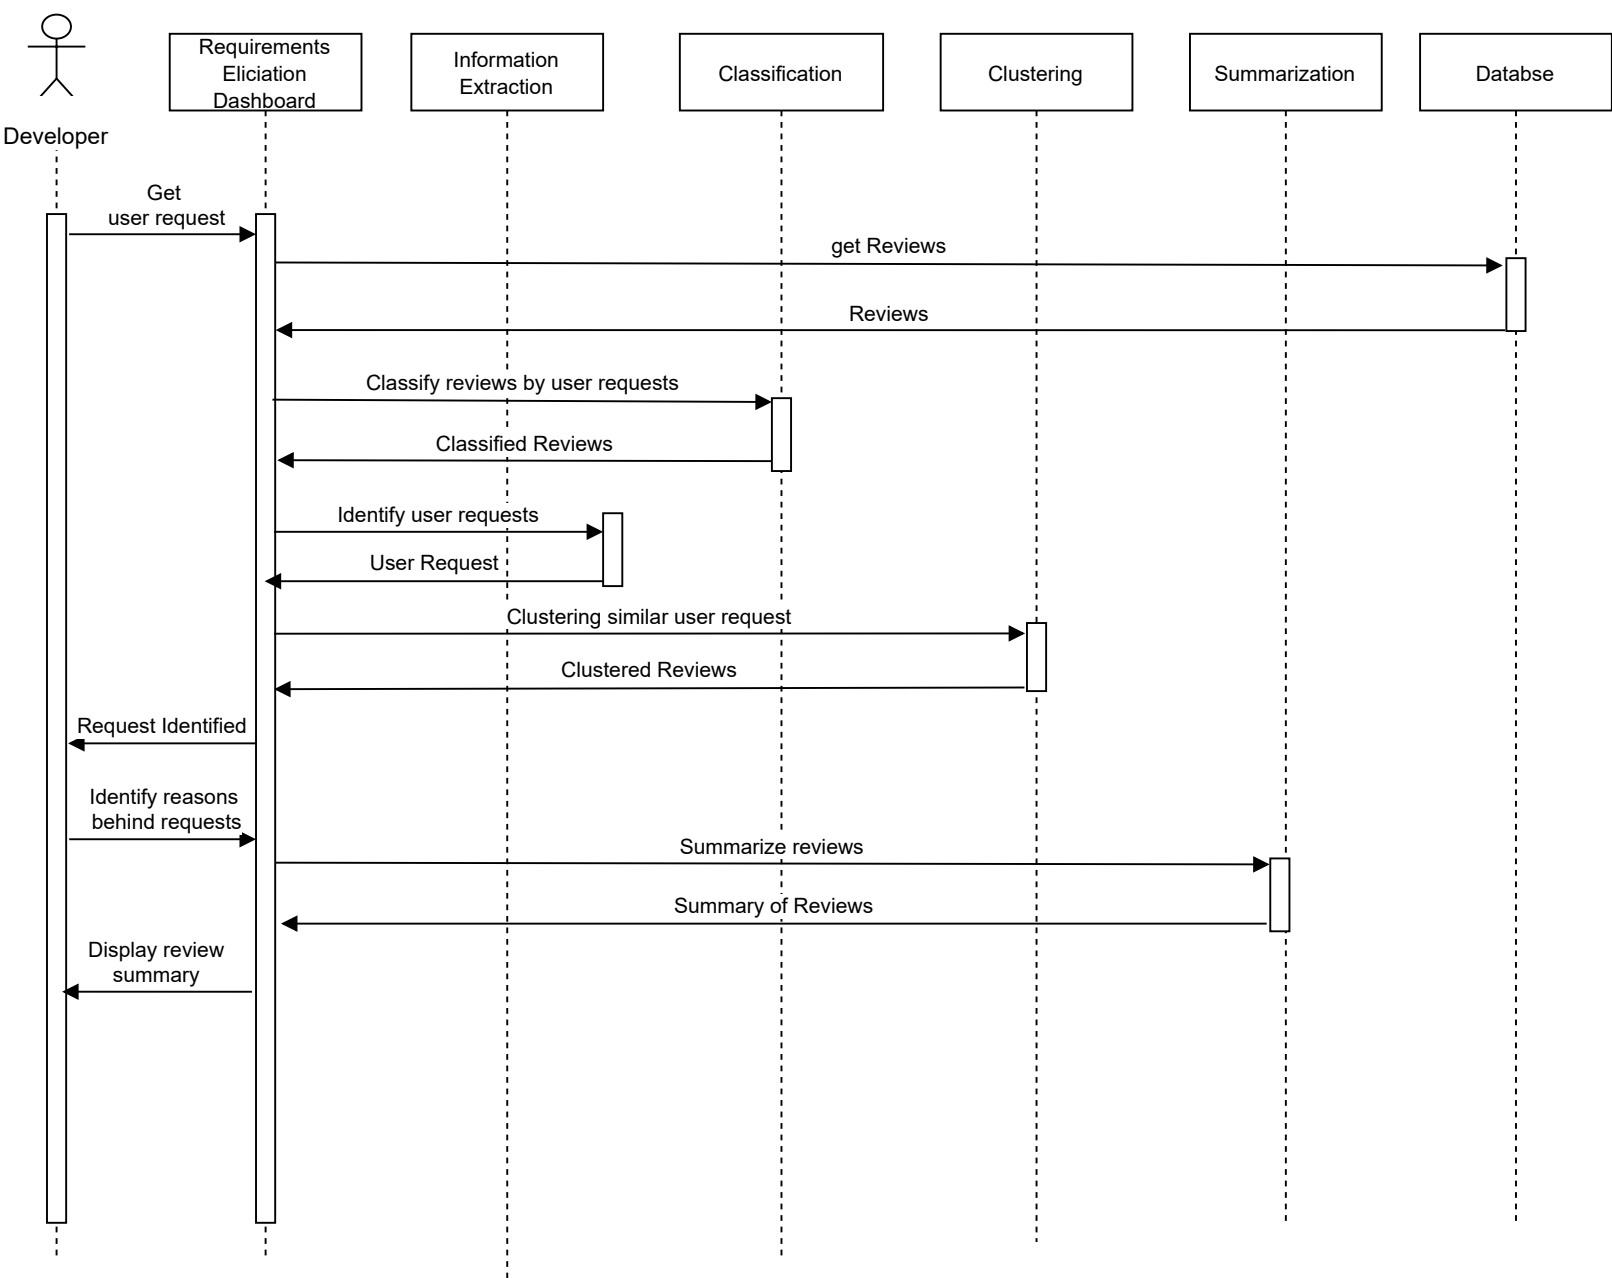 Developer
Requirements
Eliciation
Dashboard
Information
Extraction
Classification
Clustering
Summarization
Databse
Get
user request
get Reviews
Reviews
Classify reviews by user requests
Classified Reviews
Identify user requests
User Request
Clustering similar user request
Clustered Reviews
Request Identified
Identify reasons
behind requests
Summarize reviews
Summary of Reviews
Display review
summary